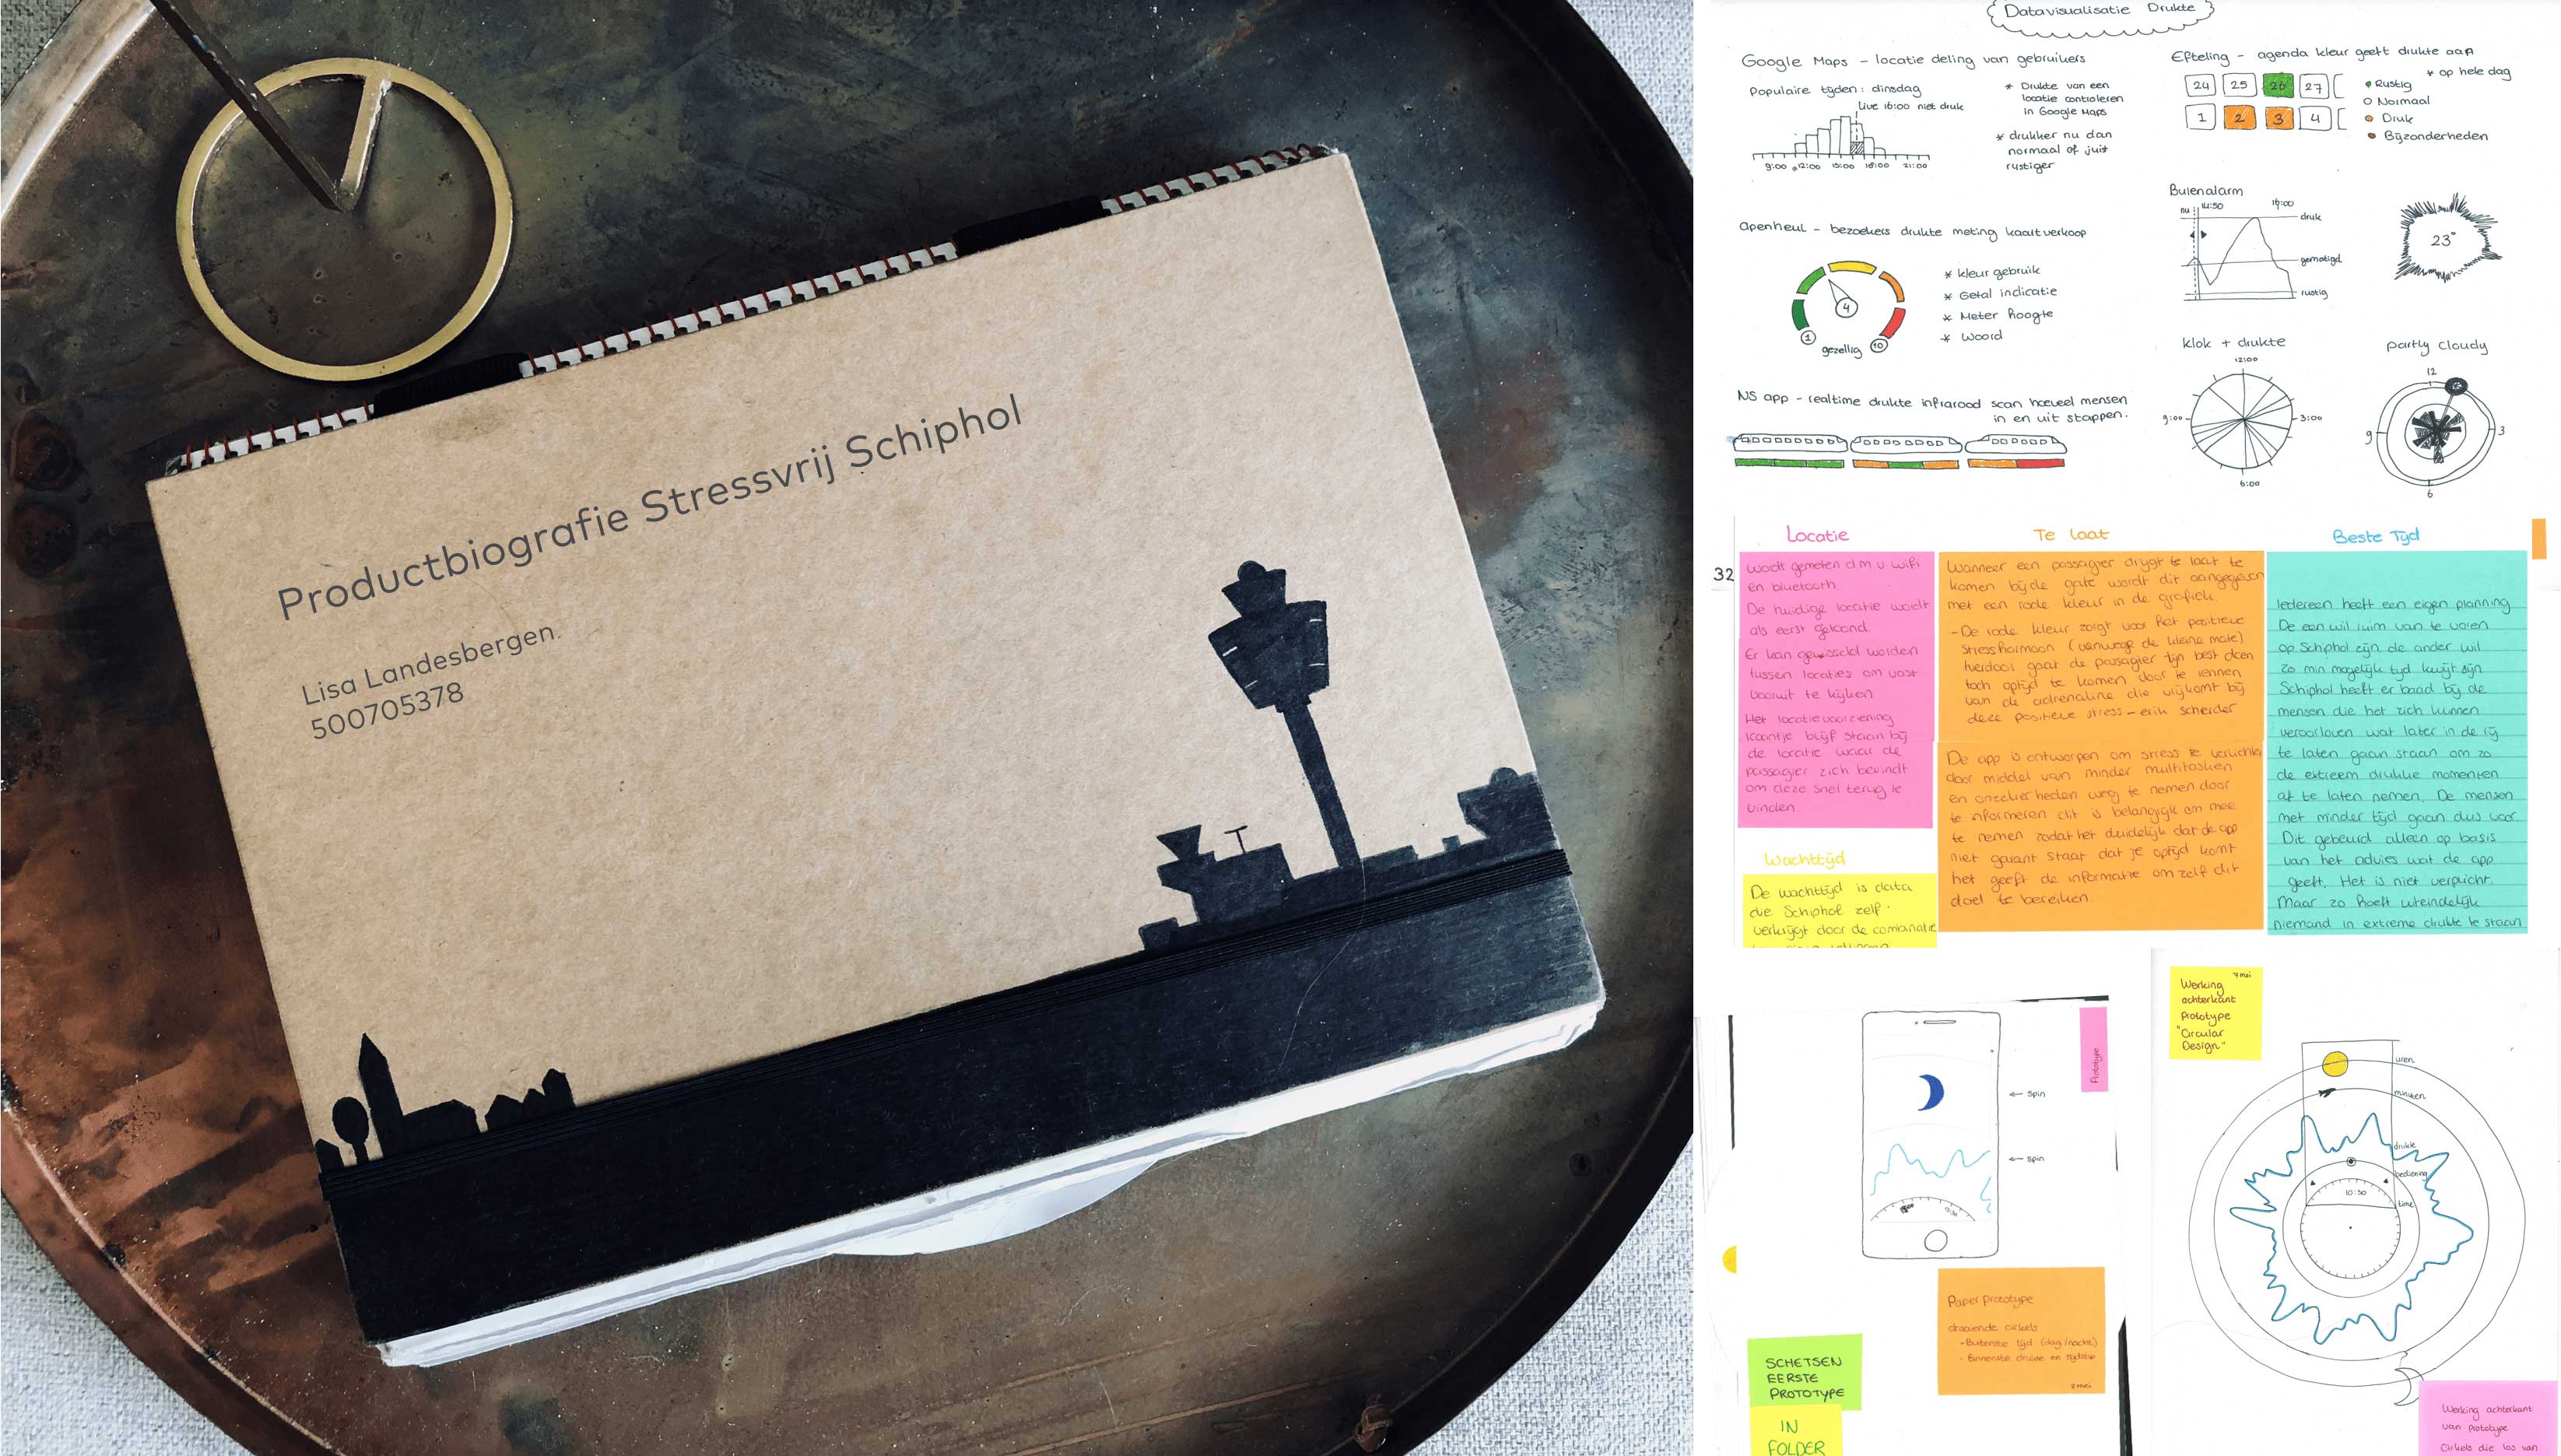 Productbiografie Stressvrij Schiphol
Lisa Landesbergen.
500705378
Datavisualisatie Drukte
Google Maps - locatie deling van gebruikers
Populaire tijden: dinsdag
Live 16:00 niet druk
9:00 12:00 15:00 18:00 21:00
* Drukte van een
locatie controleren
in Google Maps
* drukker nu dan
normaal of juist
rustiger
Efteling - agenda kleur geeft drukte aan
* op hele dag
24 25 26 27
1 2 3 4
Rustig
Normaal
Druk
Bijzonderheden
Apenheul - bezoekers drukte meting kaartverkoop
4
1
10
gezellig
* kleur gebruik
* Getal indicatie
* Meter hoogte
* Woord
Buienalarm
nu 14:50
druk
gematigd
rustig
23°
NS app - realtime drukte infrarood scan hoeveel mensen
in en uit stappen.
klok + drukte
12:00
9:00
3:00
6:00
partly cloudy
12
9
3
6
32
Locatie
wordt gemeten d.m.v wifi
en bluetooth
De huidige locatie wordt
als eerst getoond.
Er kan gewisseld worden
tussen locaties om vast
vooruit te kijken
Het locatievoorziening
icoontje blijf staan bij
de locatie waar de
passagier zich bevindt
om deze snel terug te
vinden.
Wachttijd
De wachttijd is data
die Schiphol zelf
verkrijgt door de combinatie
Te laat
Wanneer een passagier dreigt te laat te
komen bij de gate wordt dit aangegeven
met een rode kleur in de grafiek.
- De rode kleur zorgt voor het positieve
stresshormoon (vanwege de kleine mate)
hierdoor gaat de passagier zijn best doen
toch optijd te komen door te rennen
van de adrenaline die vrijkomt bij
deze positieve stress - erik scherder
De app is ontworpen om stress te verlichten
door middel van minder multitasken
en onzekerheden weg te nemen door
te informeren dit is belangrijk om mee
te nemen zodat het duidelijk dat de app
niet garant staat dat je optijd komt
het geeft de informatie om zelf dit
doel te bereiken.
Beste Tijd
Iedereen heeft een eigen planning
De een wil ruim van te voren
op Schiphol zijn de ander wil
zo min mogelijk tijd kwijt zijn
Schiphol heeft er baad bij de
mensen die het zich kunnen
veroorloven wat later in de rij
te laten gaan staan om zo
de extreem drukke momenten
af te laten nemen. De mensen
met minder tijd gaan dus voor.
Dit gebeurd alleen op basis
van het advies wat de app
geeft. Het is niet verplicht.
Maar zo hoeft uiteindelijk
niemand in extreme drukte te staan
Prototype
← Spin
← Spin
Paper prototype
draaiende cirkels
- Buitenste tijd (dag/nacht)
- Binnenste drukte en tijdstip
7 mei
SCHETSEN
EERSTE
PROTOTYPE
IN
FOLDER
7 mei
Werking
achterkant
prototype
"Circular
Design"
uren
minuten
drukte
bediening
10:30
time
Werking achterkant
van prototype
Cirkels die los van